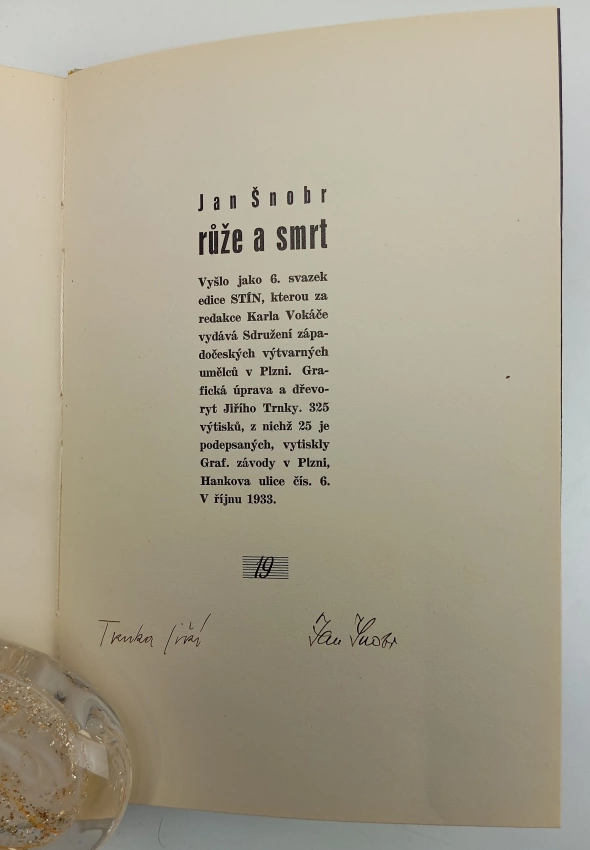 Jan Šnobr
růže a smrt
Vyšlo jako 6. svazek
edice STÍN, kterou za
redakce Karla Vokáče
vydává Sdružení zápa-
dočeských výtvarných
umělců v Plzni. Gra-
fická úprava a dřevo-
ryt Jiřího Trnky. 325
výtisků, z nichž 25 je
podepsaných, vytiskly
Graf. závody v Plzni,
Hankova ulice čís. 6.
V říjnu 1933.
19
Trnka Jiří Jan Šnobr